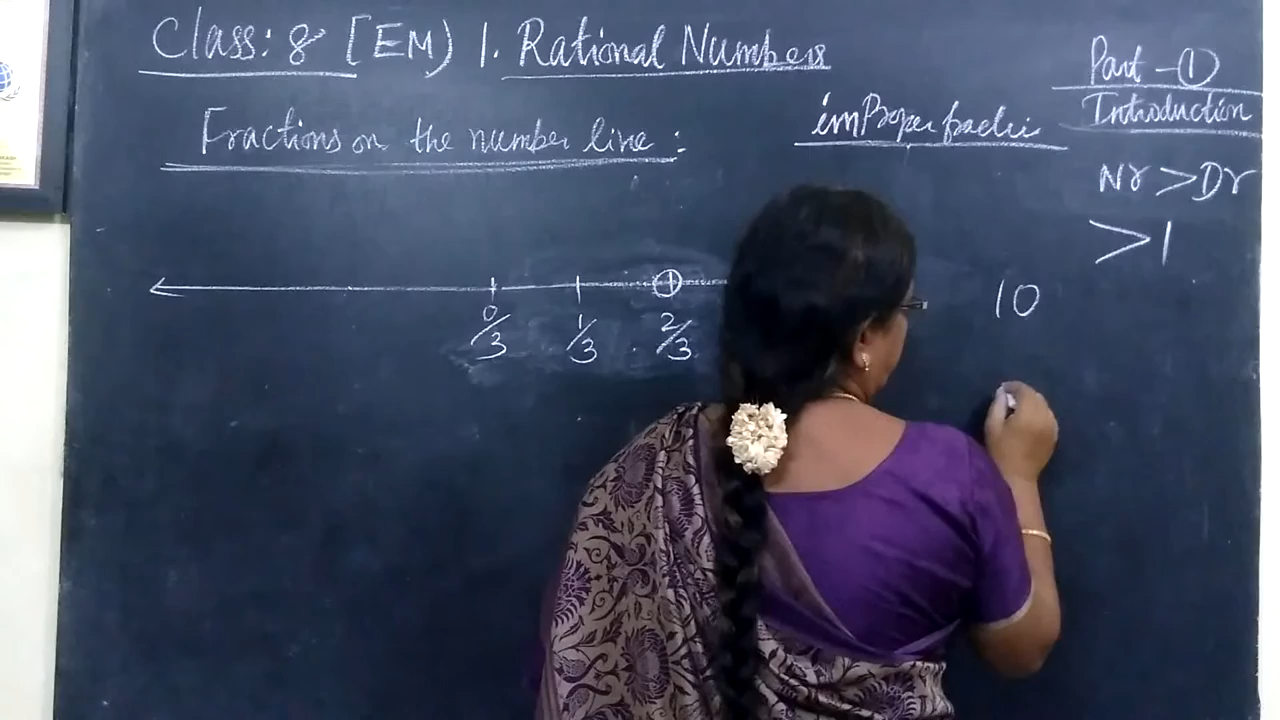 Class: 8 [EM) 1. Rational Numbers
Part - ①
Introduction
Fractions on the number line :
imProper fractio
Nr > Dr
> 1
0/3 1/3 2/3
10